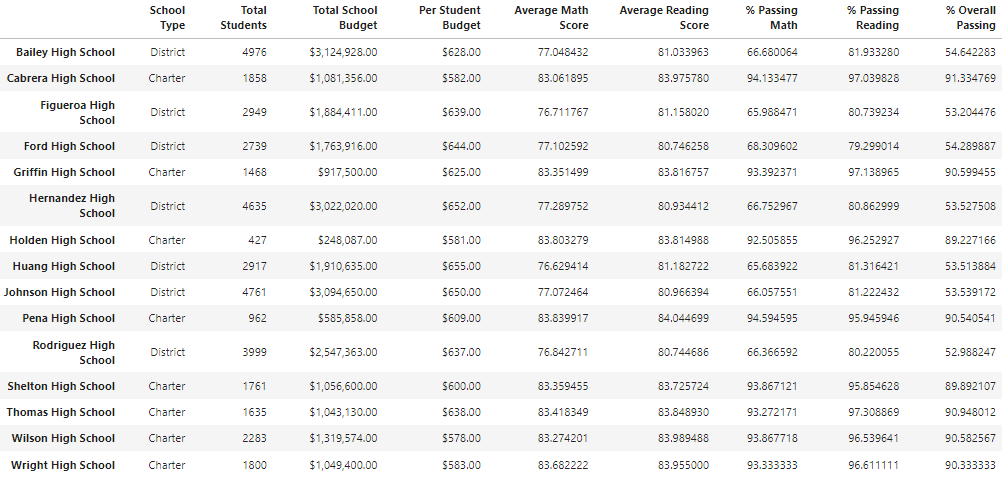 School Type Total Students Total School Budget Per Student Budget Average Math Score Average Reading Score % Passing Math % Passing Reading % Overall Passing
Bailey High School District 4976 $3,124,928.00 $628.00 77.048432 81.033963 66.680064 81.933280 54.642283
Cabrera High School Charter 1858 $1,081,356.00 $582.00 83.061895 83.975780 94.133477 97.039828 91.334769
Figueroa High School District 2949 $1,884,411.00 $639.00 76.711767 81.158020 65.988471 80.739234 53.204476
Ford High School District 2739 $1,763,916.00 $644.00 77.102592 80.746258 68.309602 79.299014 54.289887
Griffin High School Charter 1468 $917,500.00 $625.00 83.351499 83.816757 93.392371 97.138965 90.599455
Hernandez High School District 4635 $3,022,020.00 $652.00 77.289752 80.934412 66.752967 80.862999 53.527508
Holden High School Charter 427 $248,087.00 $581.00 83.803279 83.814988 92.505855 96.252927 89.227166
Huang High School District 2917 $1,910,635.00 $655.00 76.629414 81.182722 65.683922 81.316421 53.513884
Johnson High School District 4761 $3,094,650.00 $650.00 77.072464 80.966394 66.057551 81.222432 53.539172
Pena High School Charter 962 $585,858.00 $609.00 83.839917 84.044699 94.594595 95.945946 90.540541
Rodriguez High School District 3999 $2,547,363.00 $637.00 76.842711 80.744686 66.366592 80.220055 52.988247
Shelton High School Charter 1761 $1,056,600.00 $600.00 83.359455 83.725724 93.867121 95.854628 89.892107
Thomas High School Charter 1635 $1,043,130.00 $638.00 83.418349 83.848930 93.272171 97.308869 90.948012
Wilson High School Charter 2283 $1,319,574.00 $578.00 83.274201 83.989488 93.867718 96.539641 90.582567
Wright High School Charter 1800 $1,049,400.00 $583.00 83.682222 83.955000 93.333333 96.611111 90.333333